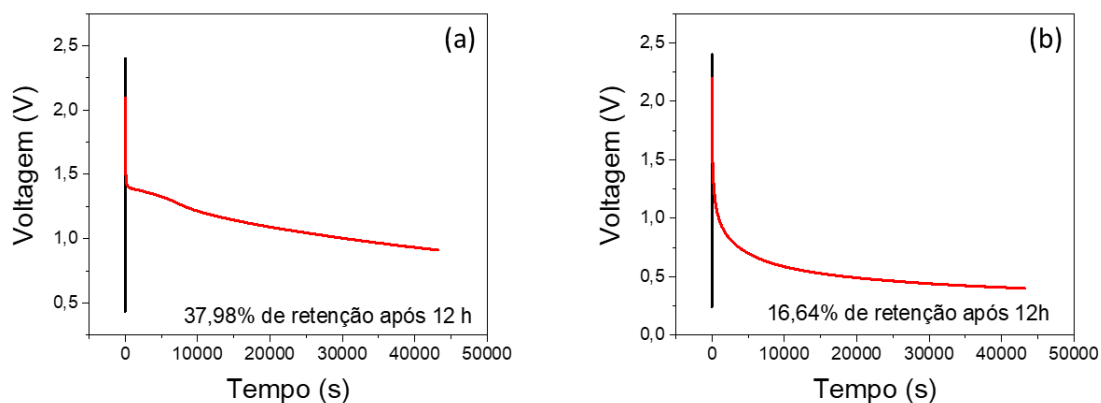 (a)
2,5
2,0
1,5
1,0
0,5
Voltagem (V)
37,98% de retenção após 12 h
0 10000 20000 30000 40000 50000
Tempo (s)
(b)
2,5
2,0
1,5
1,0
0,5
0,0
Voltagem (V)
16,64% de retenção após 12h
0 10000 20000 30000 40000 50000
Tempo (s)